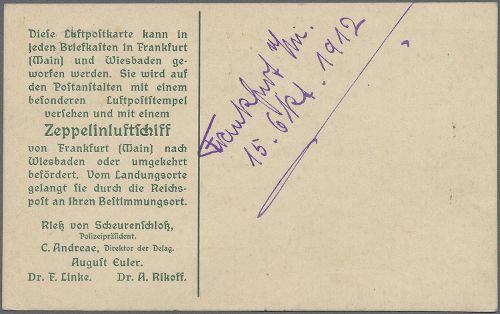 Diese Luftpostkarte kann in
jeden Briefkasten in Frankfurt
(Main) und Wiesbaden ge-
worfen werden. Sie wird auf
den Postanstalten mit einem
besonderen Luftpoststempel
versehen und mit einem
Zeppelinluftschiff
von Frankfurt (Main) nach
Wiesbaden oder umgekehrt
befördert. Vom Landungsorte
gelangt sie durch die Reichs-
post an ihren Bestimmungsort.
Rieß von Scheurenschloß,
Polizeipräsident.
C. Andreae, Direktor der Delag.
August Euler.
Dr. F. Linke. Dr. A. Rikoff.
Frankfurt a/M.
15. Okt. 1912